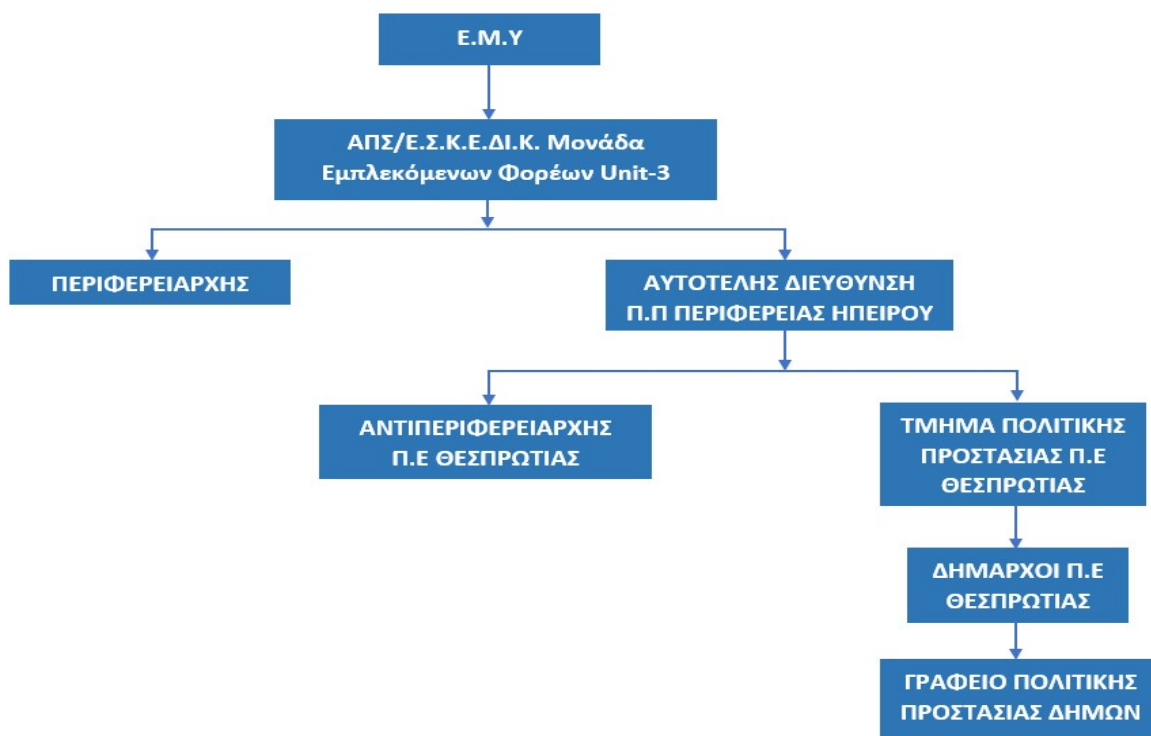 Ε.Μ.Υ
ΑΠΣ/Ε.Σ.Κ.Ε.ΔΙ.Κ. Μονάδα
Εμπλεκόμενων Φορέων Unit-3
ΠΕΡΙΦΕΡΕΙΑΡΧΗΣ
ΑΥΤΟΤΕΛΗΣ ΔΙΕΥΘΥΝΣΗ
Π.Π ΠΕΡΙΦΕΡΕΙΑΣ ΗΠΕΙΡΟΥ
ΑΝΤΙΠΕΡΙΦΕΡΕΙΑΡΧΗΣ
Π.Ε ΘΕΣΠΡΩΤΙΑΣ
ΤΜΗΜΑ ΠΟΛΙΤΙΚΗΣ
ΠΡΟΣΤΑΣΙΑΣ Π.Ε
ΘΕΣΠΡΩΤΙΑΣ
ΔΗΜΑΡΧΟΙ Π.Ε
ΘΕΣΠΡΩΤΙΑΣ
ΓΡΑΦΕΙΟ ΠΟΛΙΤΙΚΗΣ
ΠΡΟΣΤΑΣΙΑΣ ΔΗΜΩΝ